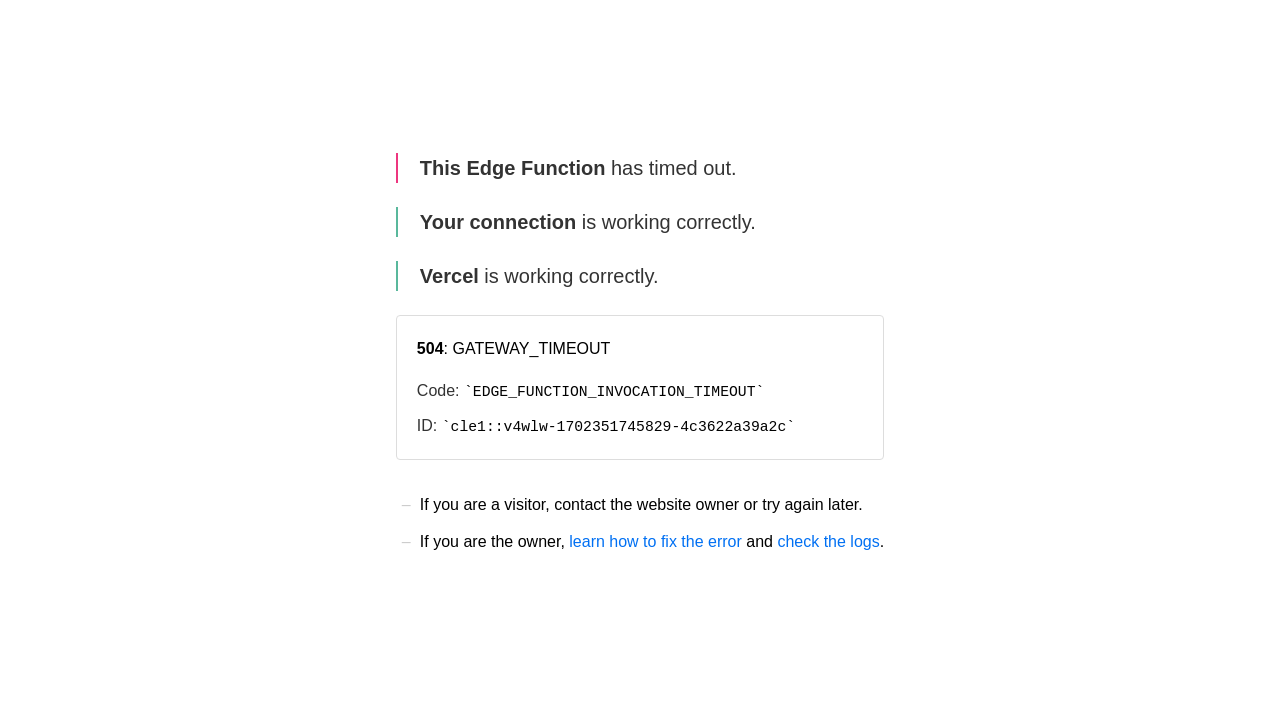 This Edge Function has timed out.
Your connection is working correctly.
Vercel is working correctly.
504: GATEWAY_TIMEOUT
Code: `EDGE_FUNCTION_INVOCATION_TIMEOUT`
ID: `cle1::v4wlw-1702351745829-4c3622a39a2c`
– If you are a visitor, contact the website owner or try again later.
– If you are the owner, learn how to fix the error and check the logs.